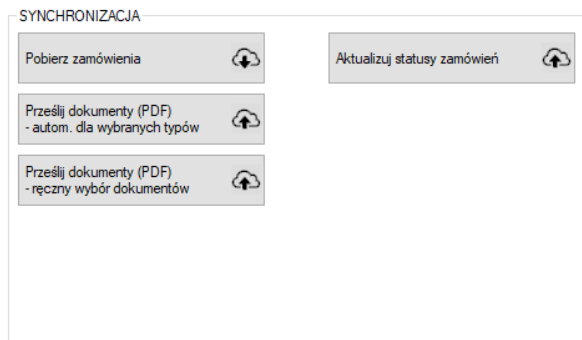 SYNCHRONIZACJA
Pobierz zamówienia
Aktualizuj statusy zamówień
Prześlij dokumenty (PDF)
- autom. dla wybranych typów
Prześlij dokumenty (PDF)
- ręczny wybór dokumentów